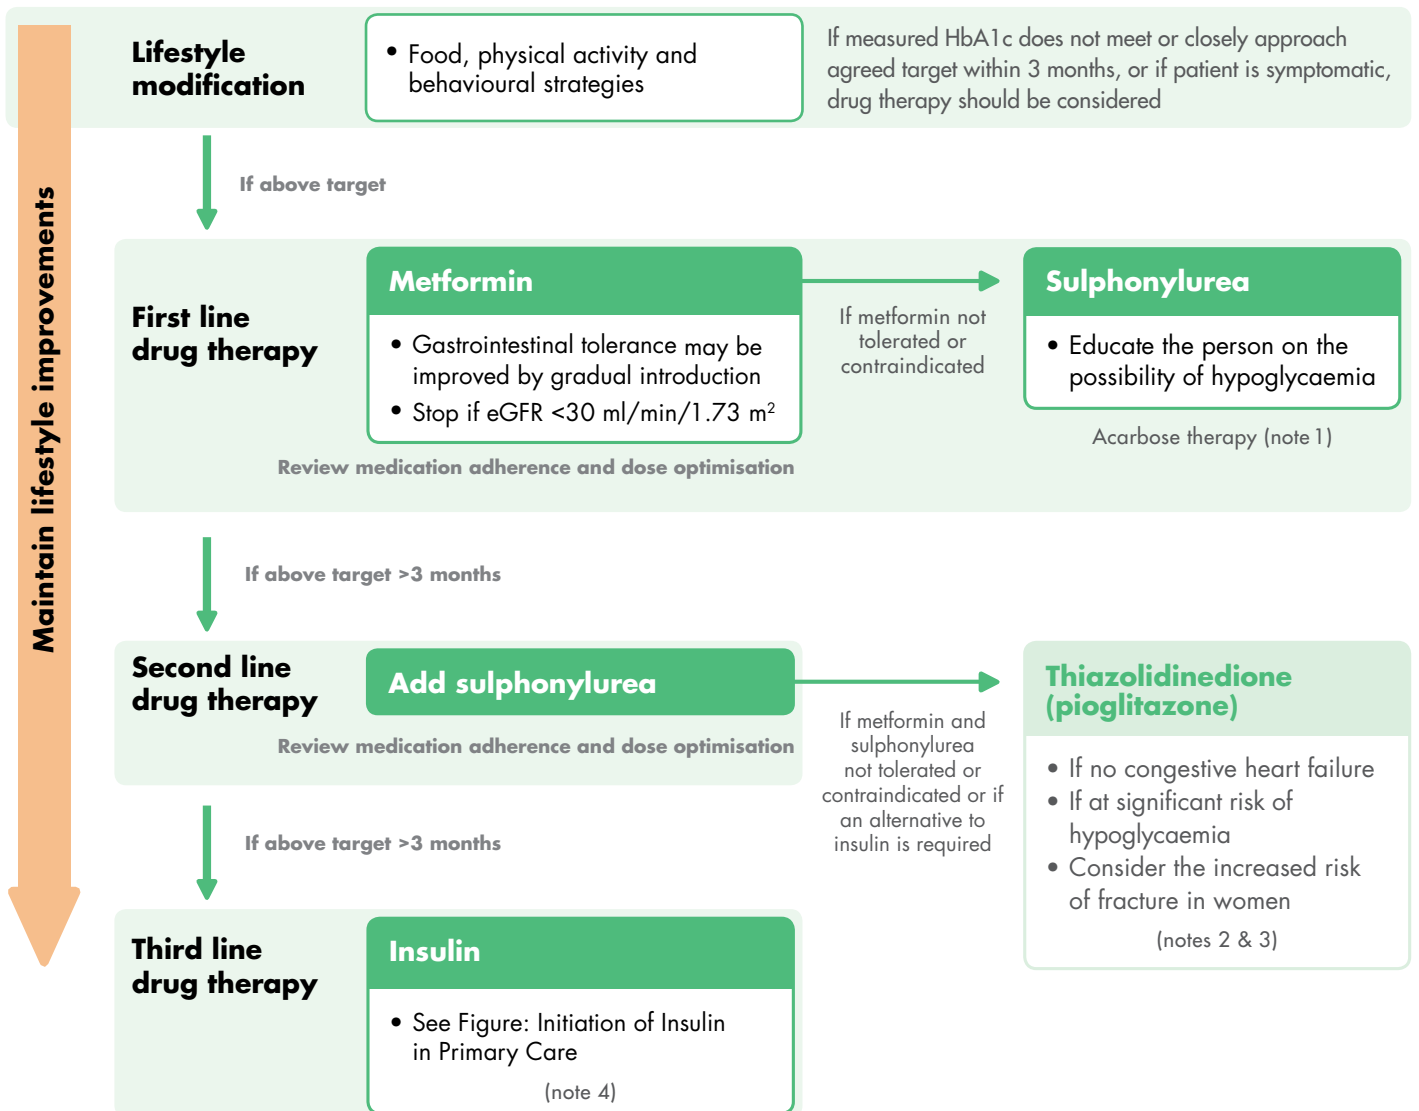 Maintain lifestyle improvements
Lifestyle
modification
• Food, physical activity and
behavioural strategies
If measured HbA1c does not meet or closely approach
agreed target within 3 months, or if patient is symptomatic,
drug therapy should be considered
If above target
First line
drug therapy
Metformin
• Gastrointestinal tolerance may be
improved by gradual introduction
• Stop if eGFR <30 ml/min/1.73 m²
Review medication adherence and dose optimisation
If metformin not
tolerated or
contraindicated
Sulphonylurea
• Educate the person on the
possibility of hypoglycaemia
Acarbose therapy (note 1)
If above target >3 months
Second line
drug therapy
Add sulphonylurea
Review medication adherence and dose optimisation
If metformin and
sulphonylurea
not tolerated or
contraindicated or if
an alternative to
insulin is required
Thiazolidinedione
(pioglitazone)
• If no congestive heart failure
• If at significant risk of
hypoglycaemia
• Consider the increased risk
of fracture in women
(notes 2 & 3)
If above target >3 months
Third line
drug therapy
Insulin
• See Figure: Initiation of Insulin
in Primary Care
(note 4)